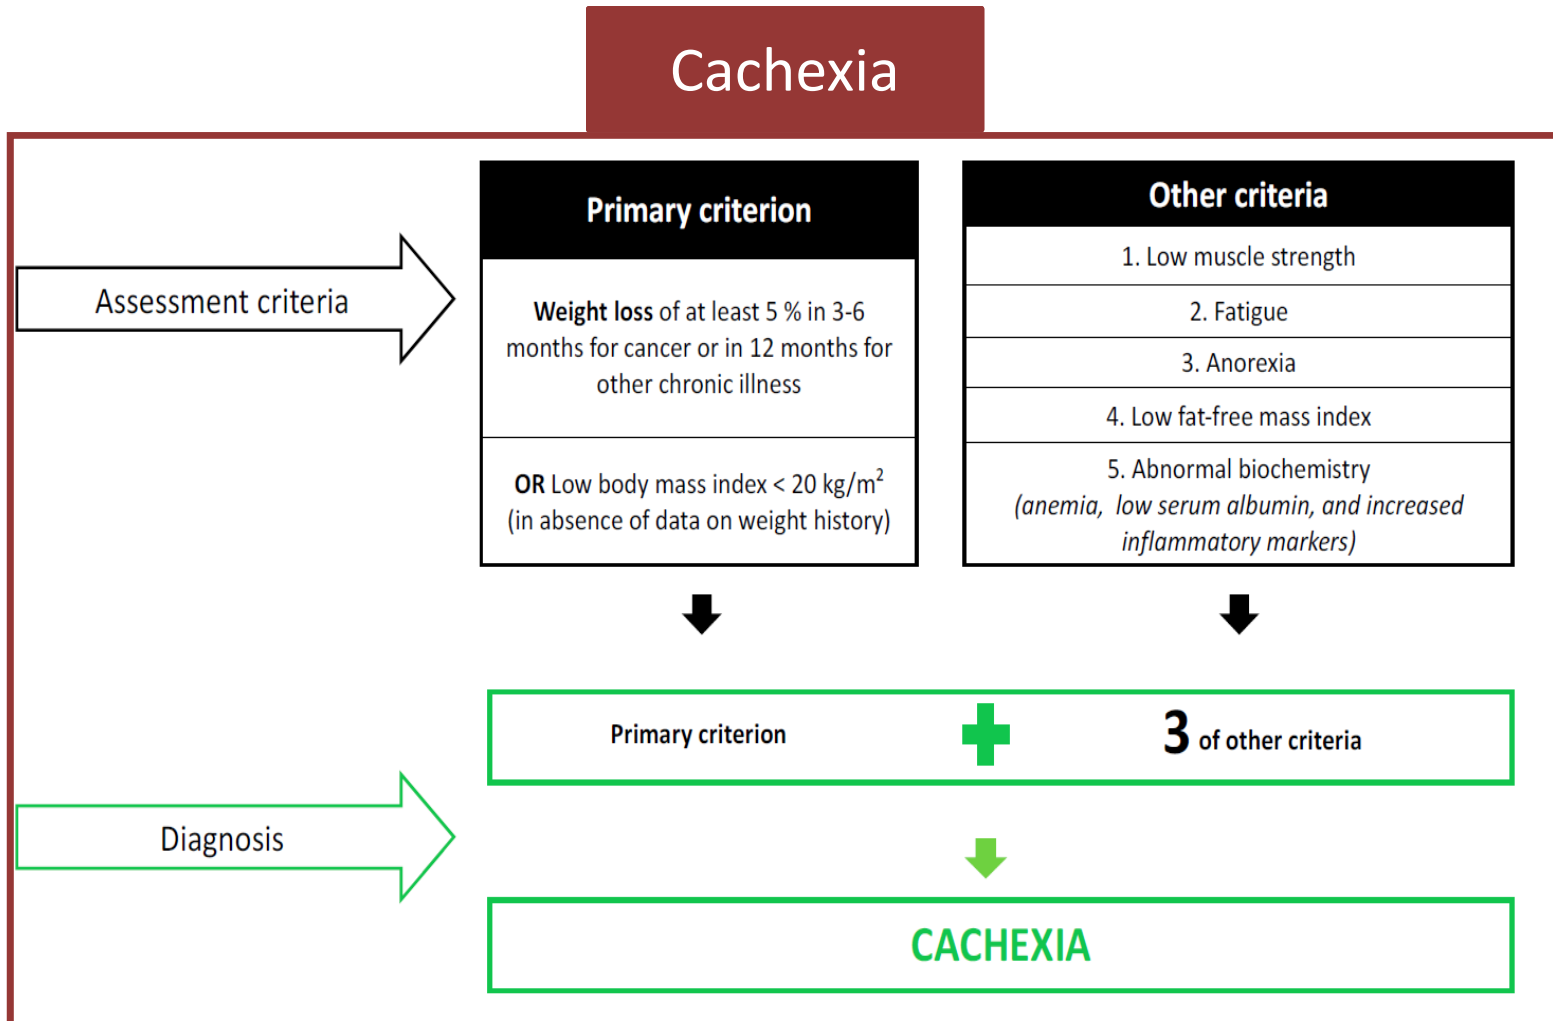 Cachexia
Assessment criteria
Primary criterion
Weight loss of at least 5 % in 3-6
months for cancer or in 12 months for
other chronic illness
OR Low body mass index < 20 kg/m²
(in absence of data on weight history)
Other criteria
1. Low muscle strength
2. Fatigue
3. Anorexia
4. Low fat-free mass index
5. Abnormal biochemistry
(anemia, low serum albumin, and increased
inflammatory markers)
Primary criterion
3 of other criteria
Diagnosis
CACHEXIA